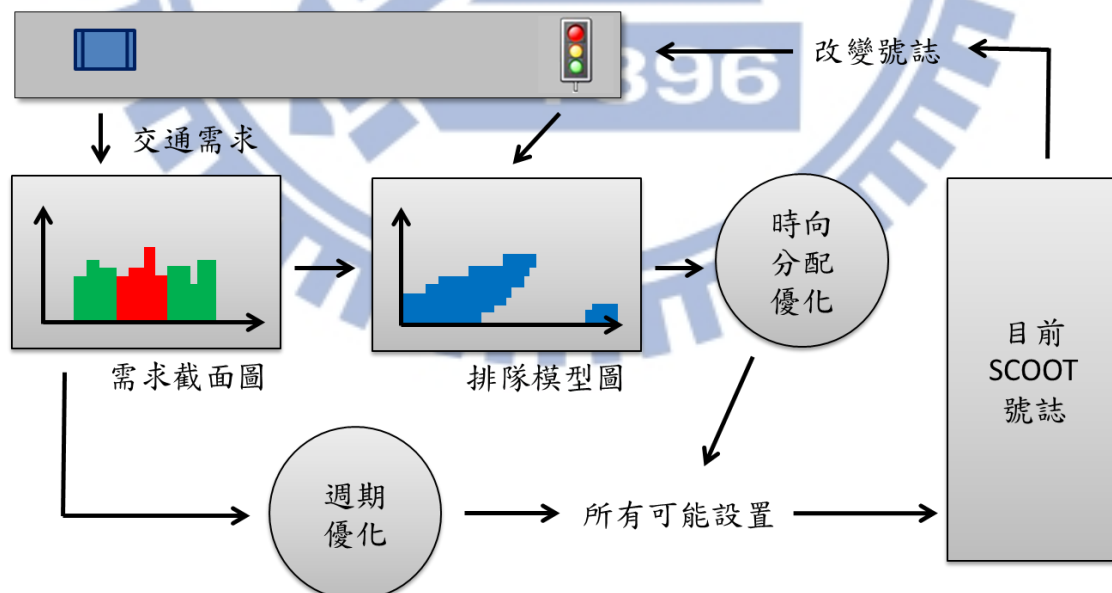 改變號誌
896
交通需求
時向
分配
優化
目前
SCOOT
號誌
需求截面圖
排隊模型圖
週期
優化
所有可能設置